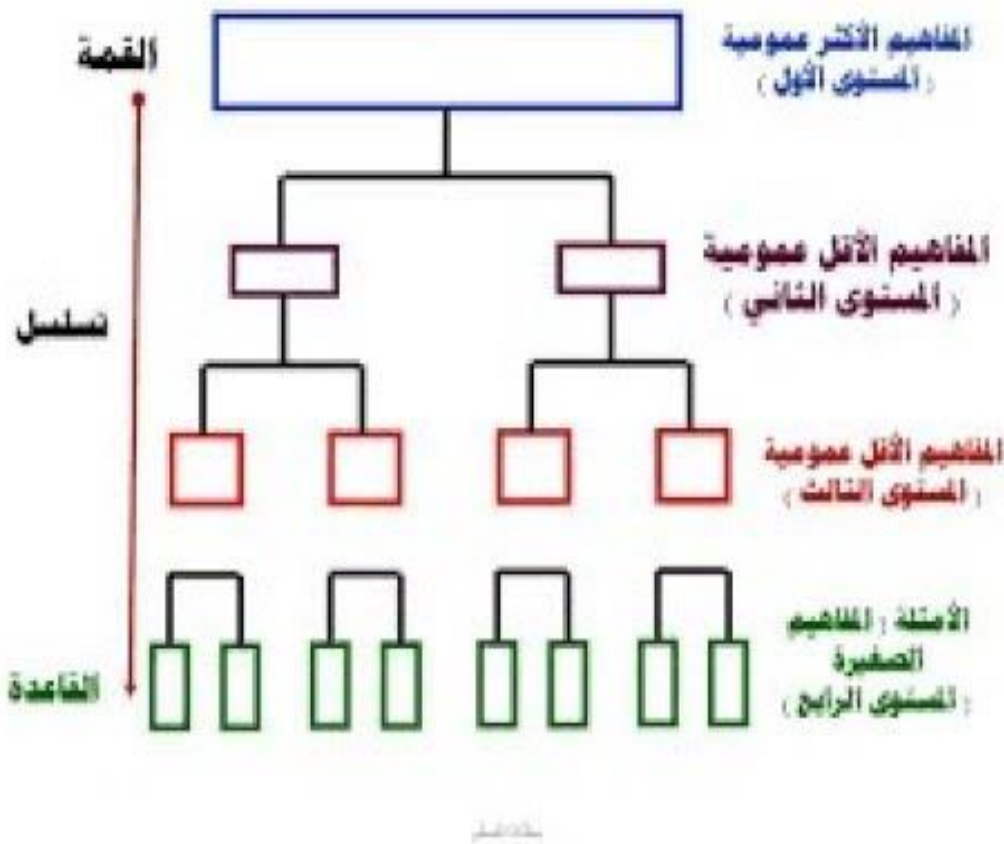 القمة
المفاهيم الأكثر عمومية
( المستوى الأول )
المفاهيم الأقل عمومية
( المستوى الثاني )
تسلسل
المفاهيم الأقل عمومية
( المستوى الثالث )
الأمثلة : المفاهيم
الصغيرة
( المستوى الرابع )
القاعدة